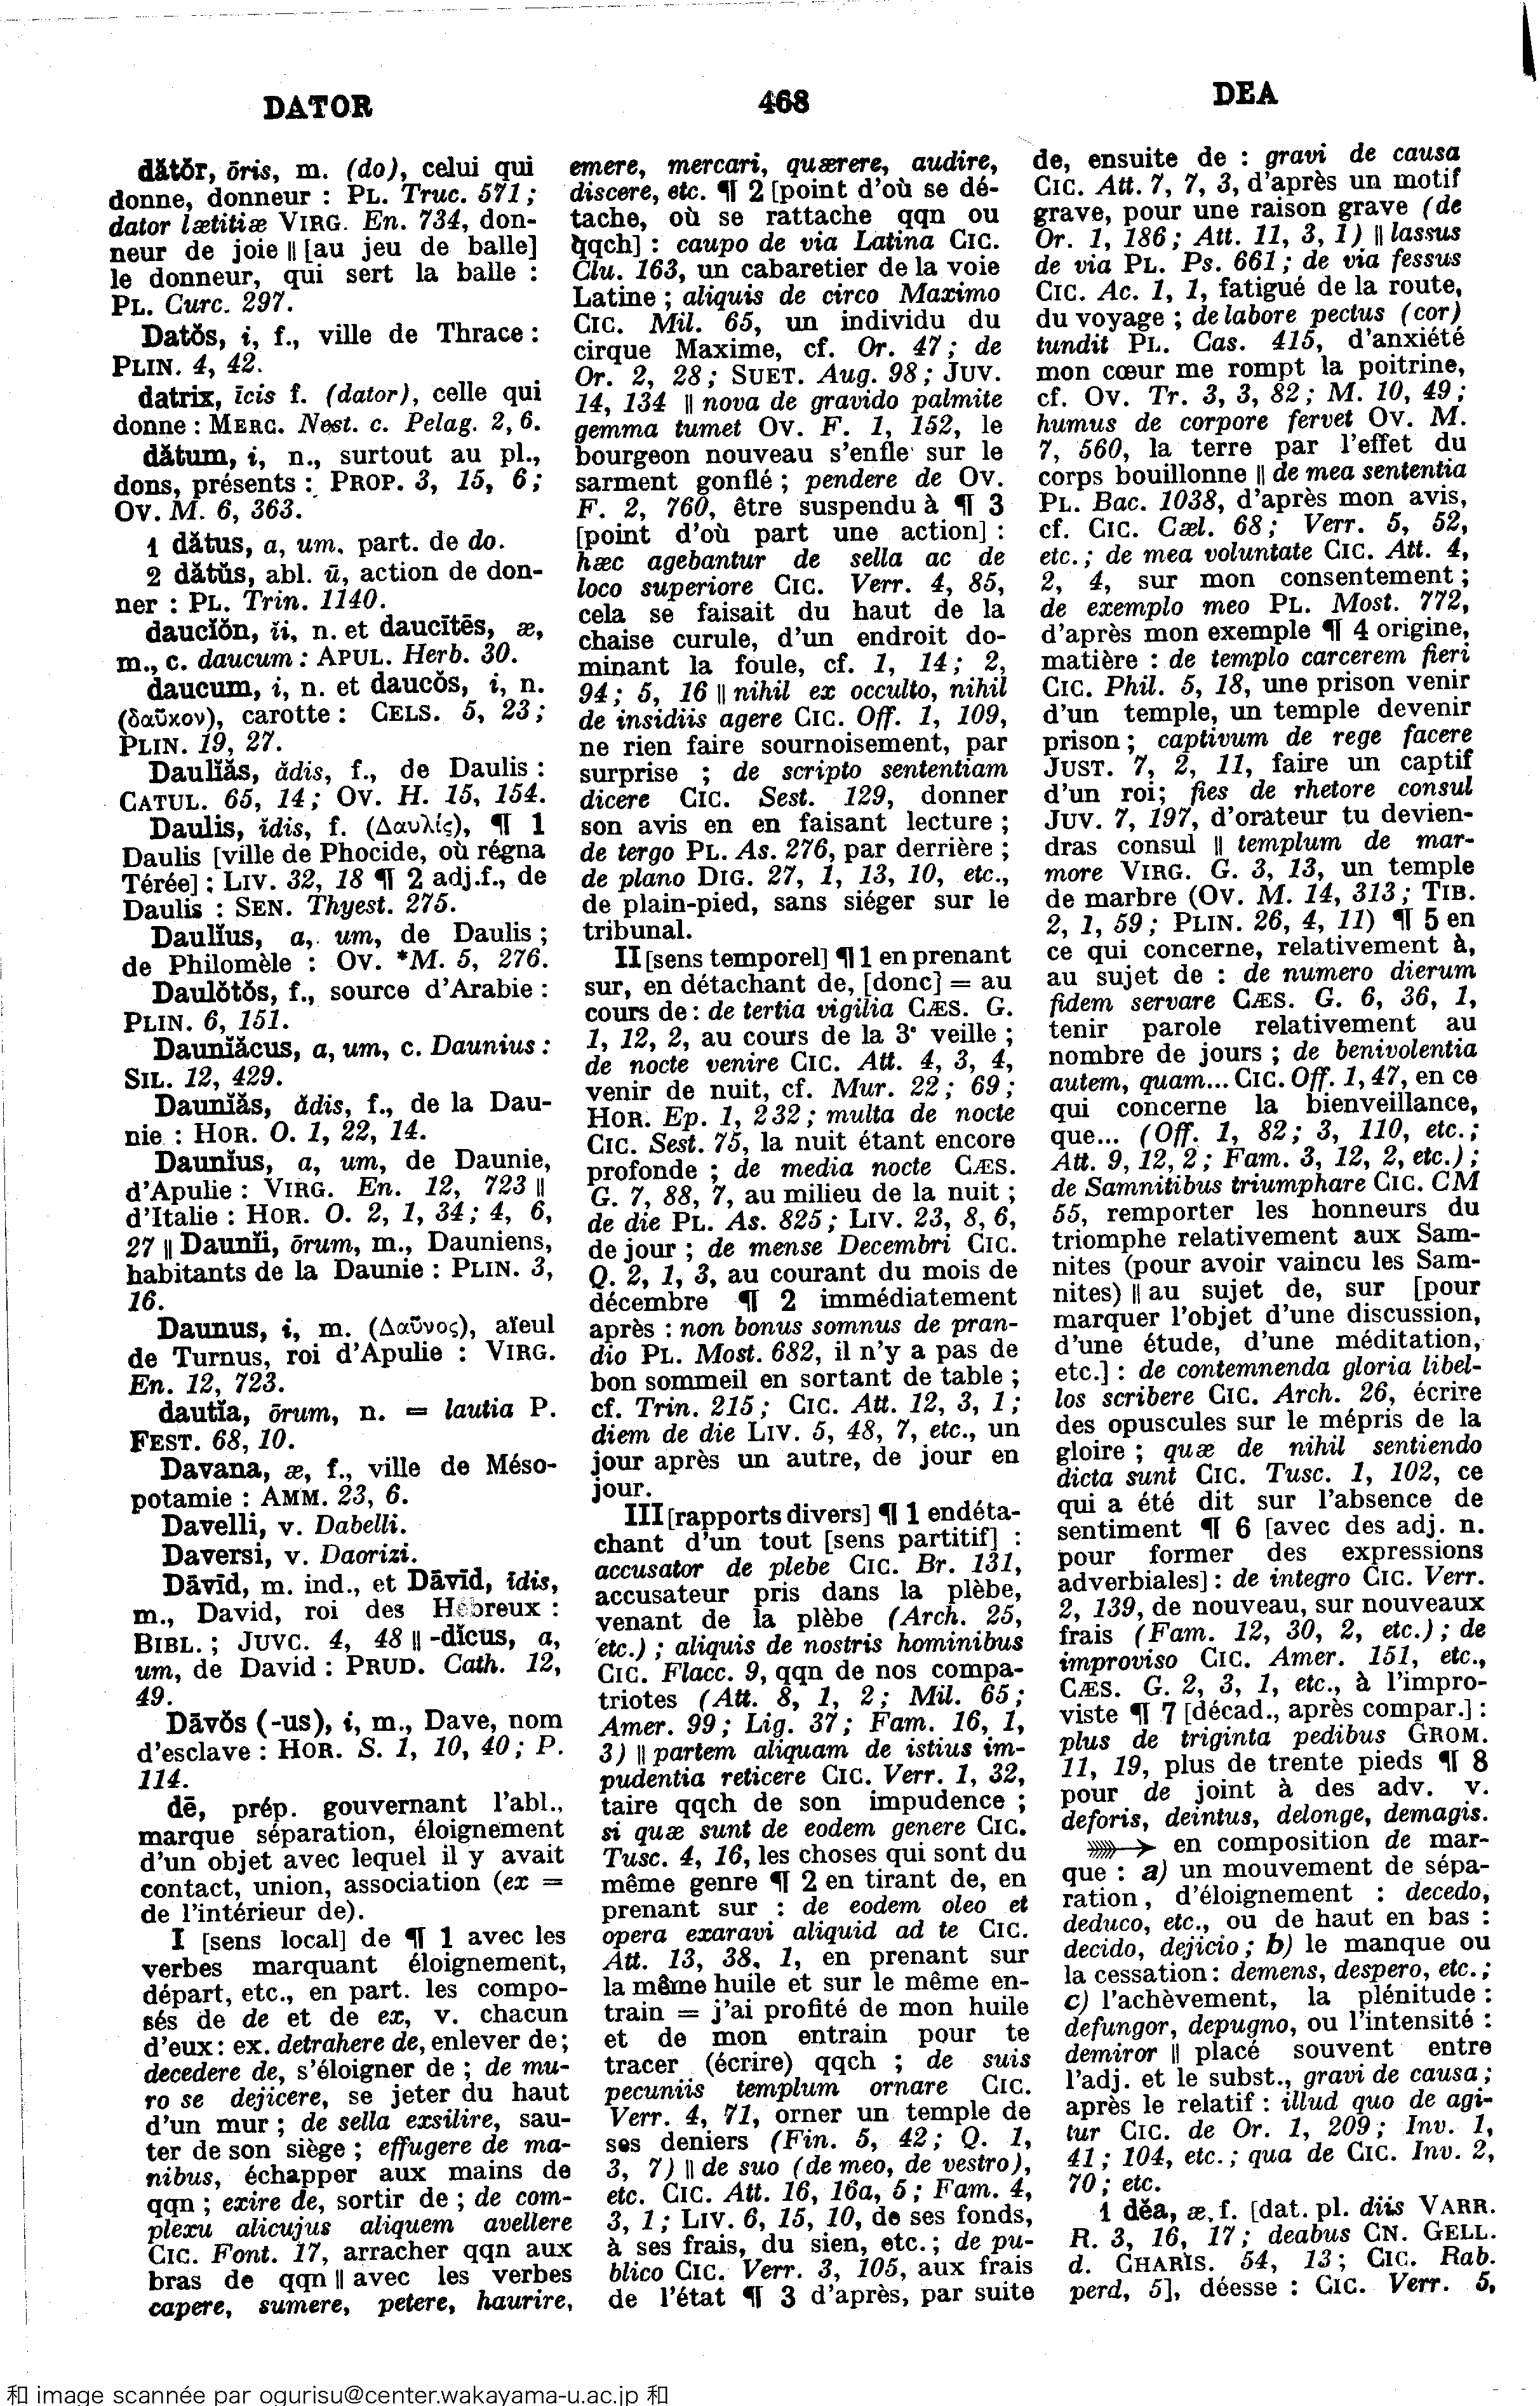 DATOR
468
DEA
dătŏr, ōris, m. (do), celui qui
donne, donneur : PL. Truc. 571 ;
dator lætitiæ VIRG. En. 734, don-
neur de joie ‖ [au jeu de balle]
le donneur, qui sert la balle :
PL. Curc. 297.
Datŏs, i, f., ville de Thrace :
PLIN. 4, 42.
datrix, īcis f. (dator), celle qui
donne : MERC. Nest. c. Pelag. 2, 6.
dătum, i, n., surtout au pl.,
dons, présents : PROP. 3, 15, 6 ;
OV. M. 6, 363.
1 dătus, a, um. part. de do.
2 dătŭs, abl. ū, action de don-
ner : PL. Trin. 1140.
daucĭŏn, ĭi, n. et daucītēs, æ,
m., c. daucum : APUL. Herb. 30.
daucum, i, n. et daucŏs, i, n.
(δαῦκον), carotte : CELS. 5, 23 ;
PLIN. 19, 27.
Daulĭăs, ădis, f., de Daulis :
CATUL. 65, 14 ; OV. H. 15, 154.
Daulis, ĭdis, f. (Δαυλίς), ¶ 1
Daulis [ville de Phocide, où régna
Térée] : LIV. 32, 18 ¶ 2 adj.f., de
Daulis : SEN. Thyest. 275.
Daulĭus, a, um, de Daulis ;
de Philomèle : OV. *M. 5, 276.
Daulŏtŏs, f., source d'Arabie :
PLIN. 6, 151.
Daunĭăcus, a, um, c. Daunius :
SIL. 12, 429.
Daunĭăs, ădis, f., de la Dau-
nie : HOR. O. 1, 22, 14.
Daunĭus, a, um, de Daunie,
d'Apulie : VIRG. En. 12, 723 ‖
d'Italie : HOR. O. 2, 1, 34 ; 4, 6,
27 ‖ Daunĭi, ōrum, m., Dauniens,
habitants de la Daunie : PLIN. 3,
16.
Daunus, i, m. (Δαῦνος), aïeul
de Turnus, roi d'Apulie : VIRG.
En. 12, 723.
dautĭa, ōrum, n. = lautia P.
FEST. 68, 10.
Davana, æ, f., ville de Méso-
potamie : AMM. 23, 6.
Davelli, v. Dabelli.
Daversi, v. Daorizi.
Dāvīd, m. ind., et Dāvīd, ĭdis,
m., David, roi des Hébreux :
BIBL. ; JUVC. 4, 48 ‖ -dĭcus, a,
um, de David : PRUD. Cath. 12,
49.
Dāvŏs (-us), i, m., Dave, nom
d'esclave : HOR. S. 1, 10, 40 ; P.
114.
dē, prép. gouvernant l'abl.,
marque séparation, éloignement
d'un objet avec lequel il y avait
contact, union, association (ex =
de l'intérieur de).
I [sens local] de ¶ 1 avec les
verbes marquant éloignement,
départ, etc., en part. les compo-
sés de de et de ex, v. chacun
d'eux : ex. detrahere de, enlever de ;
decedere de, s'éloigner de ; de mu-
ro se dejicere, se jeter du haut
d'un mur ; de sella exsilire, sau-
ter de son siège ; effugere de ma-
nibus, échapper aux mains de
qqn ; exire de, sortir de ; de com-
plexu alicujus aliquem avellere
CIC. Font. 17, arracher qqn aux
bras de qqn ‖ avec les verbes
capere, sumere, petere, haurire,
emere, mercari, quærere, audire,
discere, etc. ¶ 2 [point d'où se dé-
tache, où se rattache qqn ou
qqch] : caupo de via Latina CIC.
Clu. 163, un cabaretier de la voie
Latine ; aliquis de circo Maximo
CIC. Mil. 65, un individu du
cirque Maxime, cf. Or. 47 ; de
Or. 2, 28 ; SUET. Aug. 98 ; JUV.
14, 134 ‖ nova de gravido palmite
gemma tumet OV. F. 1, 152, le
bourgeon nouveau s'enfle sur le
sarment gonflé ; pendere de OV.
F. 2, 760, être suspendu à ¶ 3
[point d'où part une action] :
hæc agebantur de sella ac de
loco superiore CIC. Verr. 4, 85,
cela se faisait du haut de la
chaise curule, d'un endroit do-
minant la foule, cf. 1, 14 ; 2,
94 ; 5, 16 ‖ nihil ex occulto, nihil
de insidiis agere CIC. Off. 1, 109,
ne rien faire sournoisement, par
surprise ; de scripto sententiam
dicere CIC. Sest. 129, donner
son avis en en faisant lecture ;
de tergo PL. As. 276, par derrière ;
de plano DIG. 27, 1, 13, 10, etc.,
de plain-pied, sans siéger sur le
tribunal.
II [sens temporel] ¶ 1 en prenant
sur, en détachant de, [donc] = au
cours de : de tertia vigilia CÆS. G.
1, 12, 2, au cours de la 3e veille ;
de nocte venire CIC. Att. 4, 3, 4,
venir de nuit, cf. Mur. 22 ; 69 ;
HOR. Ep. 1, 232 ; multa de nocte
CIC. Sest. 75, la nuit étant encore
profonde ; de media nocte CÆS.
G. 7, 88, 7, au milieu de la nuit ;
de die PL. As. 825 ; LIV. 23, 8, 6,
de jour ; de mense Decembri CIC.
Q. 2, 1, 3, au courant du mois de
décembre ¶ 2 immédiatement
après : non bonus somnus de pran-
dio PL. Most. 682, il n'y a pas de
bon sommeil en sortant de table ;
cf. Trin. 215 ; CIC. Att. 12, 3, 1 ;
diem de die LIV. 5, 48, 7, etc., un
jour après un autre, de jour en
jour.
III [rapports divers] ¶ 1 en déta-
chant d'un tout [sens partitif] :
accusator de plebe CIC. Br. 131,
accusateur pris dans la plèbe,
venant de la plèbe (Arch. 25,
etc.) ; aliquis de nostris hominibus
CIC. Flacc. 9, qqn de nos compa-
triotes (Att. 8, 1, 2 ; Mil. 65 ;
Amer. 99 ; Lig. 37 ; Fam. 16, 1,
3) ‖ partem aliquam de istius im-
pudentia reticere CIC. Verr. 1, 32,
taire qqch de son impudence ;
si quæ sunt de eodem genere CIC.
Tusc. 4, 16, les choses qui sont du
même genre ¶ 2 en tirant de, en
prenant sur : de eodem oleo et
opera exaravi aliquid ad te CIC.
Att. 13, 38, 1, en prenant sur
la même huile et sur le même en-
train = j'ai profité de mon huile
et de mon entrain pour te
tracer (écrire) qqch ; de suis
pecuniis templum ornare CIC.
Verr. 4, 71, orner un temple de
ses deniers (Fin. 5, 42 ; Q. 1,
3, 7) ‖ de suo (de meo, de vestro),
etc. CIC. Att. 16, 16a, 5 ; Fam. 4,
3, 1 ; LIV. 6, 15, 10, de ses fonds,
à ses frais, du sien, etc. ; de pu-
blico CIC. Verr. 3, 105, aux frais
de l'état ¶ 3 d'après, par suite
de, ensuite de : gravi de causa
CIC. Att. 7, 7, 3, d'après un motif
grave, pour une raison grave (de
Or. 1, 186 ; Att. 11, 3, 1) ‖ lassus
de via PL. Ps. 661 ; de via fessus
CIC. Ac. 1, 1, fatigué de la route,
du voyage ; de labore pectus (cor)
tundit PL. Cas. 415, d'anxiété
mon cœur me rompt la poitrine,
cf. OV. Tr. 3, 3, 82 ; M. 10, 49 ;
humus de corpore fervet OV. M.
7, 560, la terre par l'effet du
corps bouillonne ‖ de mea sententia
PL. Bac. 1038, d'après mon avis,
cf. CIC. Cæl. 68 ; Verr. 5, 52,
etc. ; de mea voluntate CIC. Att. 4,
2, 4, sur mon consentement ;
de exemplo meo PL. Most. 772,
d'après mon exemple ¶ 4 origine,
matière : de templo carcerem fieri
CIC. Phil. 5, 18, une prison venir
d'un temple, un temple devenir
prison ; captivum de rege facere
JUST. 7, 2, 11, faire un captif
d'un roi ; fies de rhetore consul
JUV. 7, 197, d'orateur tu devien-
dras consul ‖ templum de mar-
more VIRG. G. 3, 13, un temple
de marbre (OV. M. 14, 313 ; TIB.
2, 1, 59 ; PLIN. 26, 4, 11) ¶ 5 en
ce qui concerne, relativement à,
au sujet de : de numero dierum
fidem servare CÆS. G. 6, 36, 1,
tenir parole relativement au
nombre de jours ; de benivolentia
autem, quam... CIC. Off. 1, 47, en ce
qui concerne la bienveillance,
que... (Off. 1, 82 ; 3, 110, etc. ;
Att. 9, 12, 2 ; Fam. 3, 12, 2, etc.) ;
de Samnitibus triumphare CIC. CM
55, remporter les honneurs du
triomphe relativement aux Sam-
nites (pour avoir vaincu les Sam-
nites) ‖ au sujet de, sur [pour
marquer l'objet d'une discussion,
d'une étude, d'une méditation,
etc.] : de contemnenda gloria libel-
los scribere CIC. Arch. 26, écrire
des opuscules sur le mépris de la
gloire ; quæ de nihil sentiendo
dicta sunt CIC. Tusc. 1, 102, ce
qui a été dit sur l'absence de
sentiment ¶ 6 [avec des adj. n.
pour former des expressions
adverbiales] : de integro CIC. Verr.
2, 139, de nouveau, sur nouveaux
frais (Fam. 12, 30, 2, etc.) ; de
improviso CIC. Amer. 151, etc.,
CÆS. G. 2, 3, 1, etc., à l'impro-
viste ¶ 7 [décad., après compar.] :
plus de triginta pedibus GROM.
11, 19, plus de trente pieds ¶ 8
pour de joint à des adv. v.
deforis, deintus, delonge, demagis.
en composition de mar-
que : a) un mouvement de sépa-
ration, d'éloignement : decedo,
deduco, etc., ou de haut en bas :
decido, dejicio ; b) le manque ou
la cessation : demens, despero, etc. ;
c) l'achèvement, la plénitude :
defungor, depugno, ou l'intensité :
demiror ‖ placé souvent entre
l'adj. et le subst., gravi de causa ;
après le relatif : illud quo de agi-
tur CIC. de Or. 1, 209 ; Inv. 1,
41 ; 104, etc. ; qua de CIC. Inv. 2,
70 ; etc.
1 dĕa, æ, f. [dat. pl. diis VARR.
R. 3, 16, 17 ; deabus CN. GELL.
d. CHARIS. 54, 13 ; CIC. Rab.
perd, 5], déesse : CIC. Verr. 5,
和 image scannée par ogurisu@center.wakayama-u.ac.jp 和